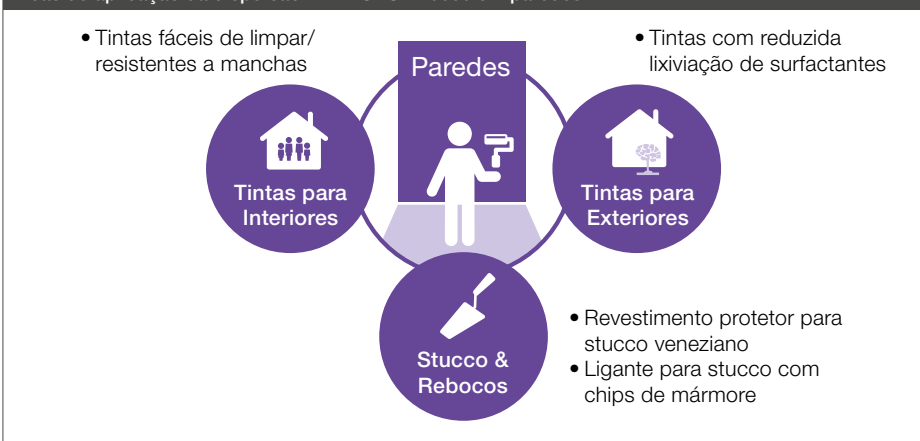 • Tintas fáceis de limpar/
resistentes a manchas
• Tintas com reduzida
lixiviação de surfactantes
Paredes
Tintas para
Interiores
Tintas para
Exteriores
Stucco &
Rebocos
• Revestimento protetor para
stucco veneziano
• Ligante para stucco com
chips de mármore